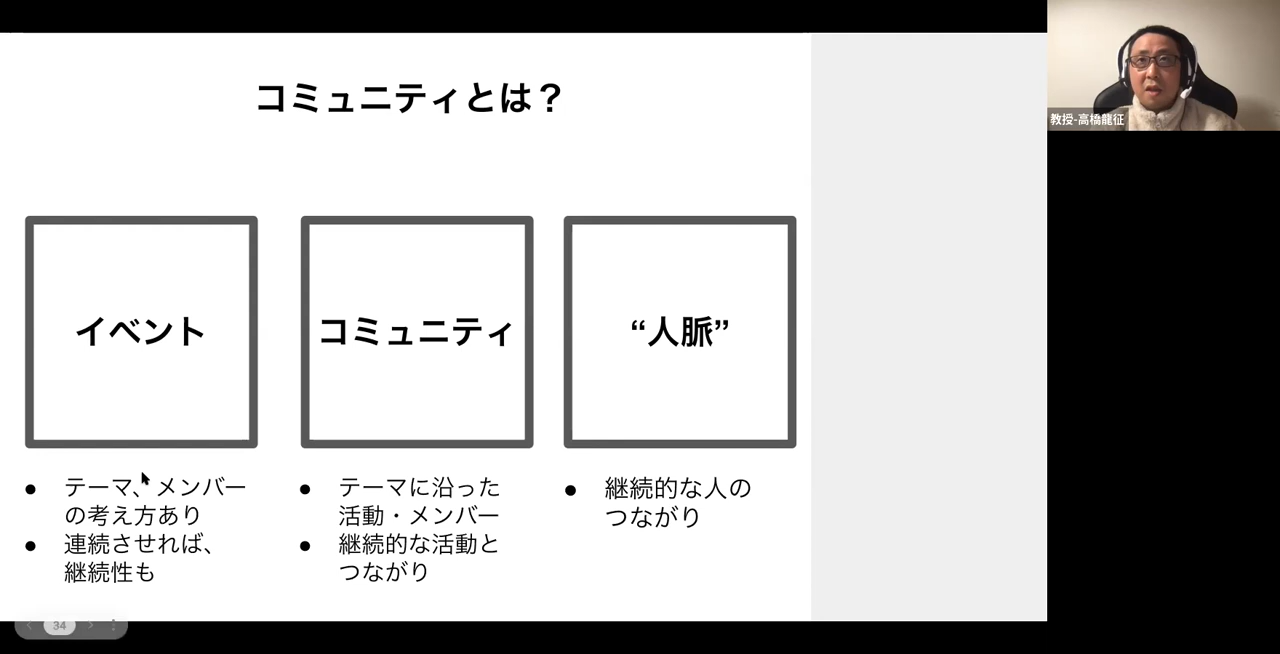 コミュニティとは？
教授-高橋龍征
イベント
コミュニティ
“人脈”
● テーマ、メンバー
の考え方あり
● 連続させれば、
継続性も
● テーマに沿った
活動・メンバー
● 継続的な活動と
つながり
● 継続的な人の
つながり
34